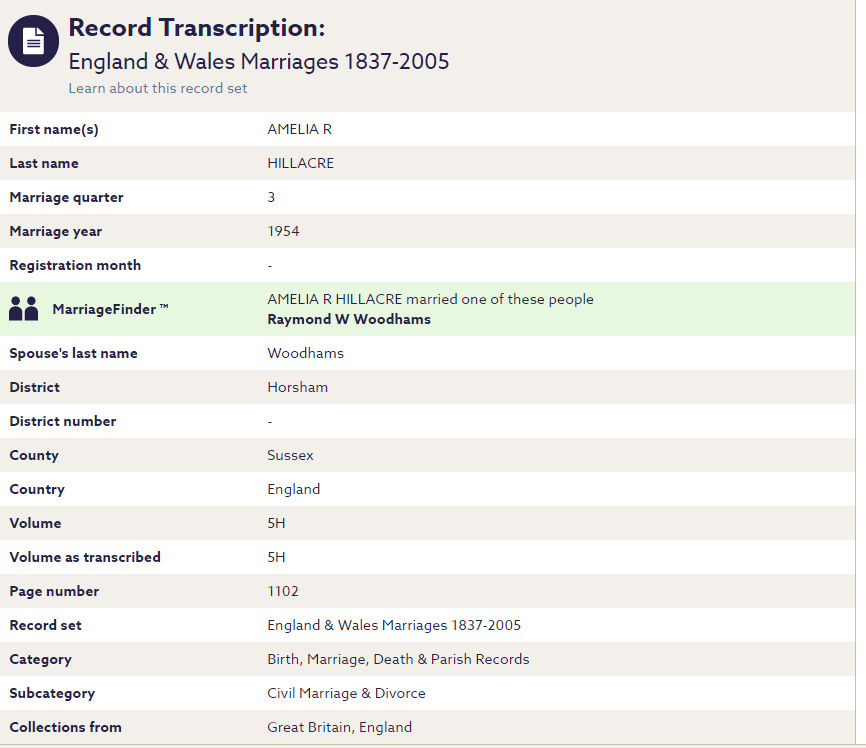 Record Transcription:
England & Wales Marriages 1837-2005
Learn about this record set
First name(s) AMELIA R
Last name HILLACRE
Marriage quarter 3
Marriage year 1954
Registration month -
MarriageFinder ™ AMELIA R HILLACRE married one of these people
Raymond W Woodhams
Spouse's last name Woodhams
District Horsham
District number -
County Sussex
Country England
Volume 5H
Volume as transcribed 5H
Page number 1102
Record set England & Wales Marriages 1837-2005
Category Birth, Marriage, Death & Parish Records
Subcategory Civil Marriage & Divorce
Collections from Great Britain, England